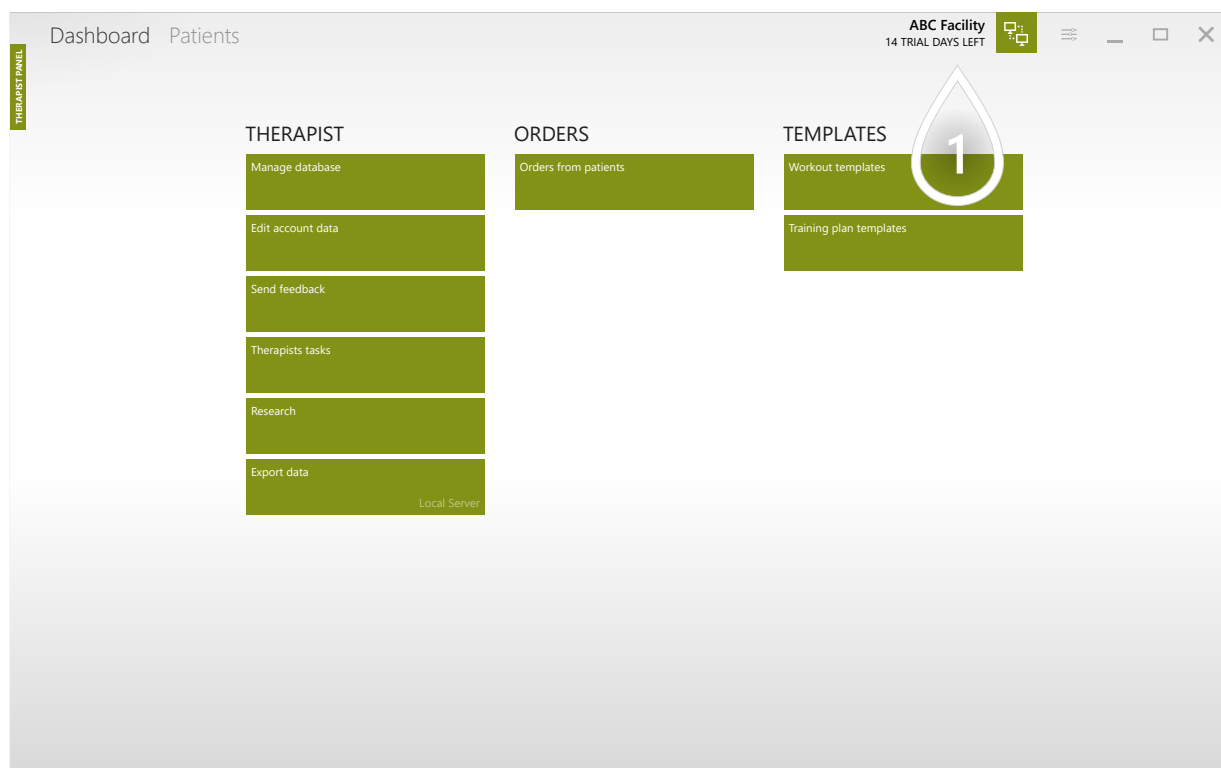 Dashboard Patients
ABC Facility
14 TRIAL DAYS LEFT
THERAPIST PANEL
THERAPIST
Manage database
Edit account data
Send feedback
Therapists tasks
Research
Export data
Local Server
ORDERS
Orders from patients
TEMPLATES
Workout templates
Training plan templates
1